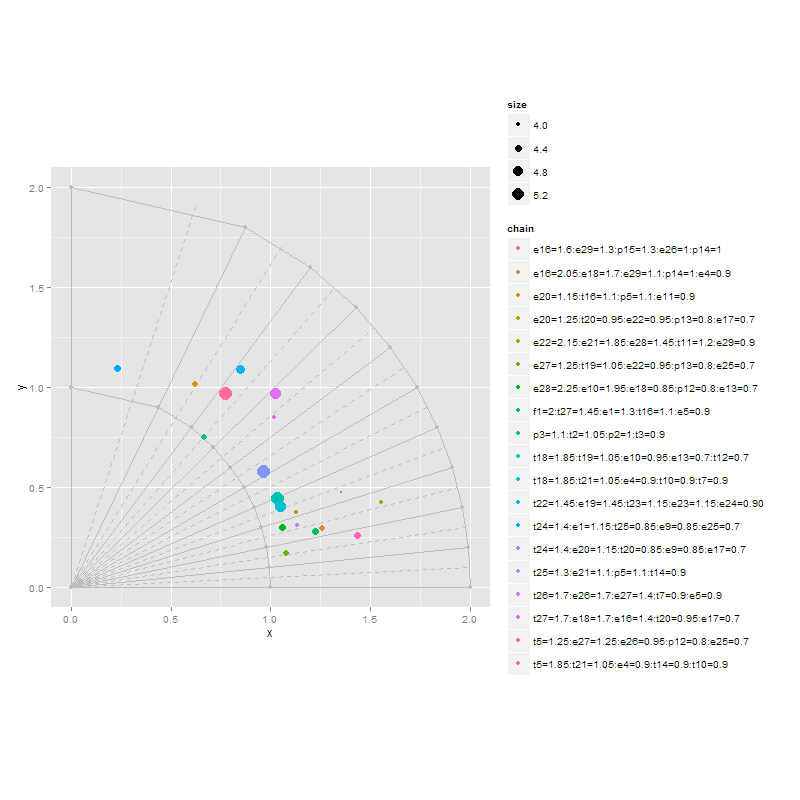 size
4.0
4.4
4.8
5.2
chain
e16=1.6:e29=1.3:p15=1.3:e26=1:p14=1
e16=2.05:e18=1.7:e29=1.1:p14=1:e4=0.9
e20=1.15:t16=1.1:p5=1.1:e11=0.9
e20=1.25:t20=0.95:e22=0.95:p13=0.8:e17=0.7
e22=2.15:e21=1.85:e28=1.45:t11=1.2:e29=0.9
e27=1.25:t19=1.05:e22=0.95:p13=0.8:e25=0.7
e28=2.25:e10=1.95:e18=0.85:p12=0.8:e13=0.7
f1=2:t27=1.45:e1=1.3:t16=1.1:e5=0.9
p3=1.1:t2=1.05:p2=1:t3=0.9
t18=1.85:t19=1.05:e10=0.95:e13=0.7:t12=0.7
t18=1.85:t21=1.05:e4=0.9:t10=0.9:t7=0.9
t22=1.45:e19=1.45:t23=1.15:e23=1.15:e24=0.90
t24=1.4:e1=1.15:t25=0.85:e9=0.85:e25=0.7
t24=1.4:e20=1.15:t20=0.85:e9=0.85:e17=0.7
t25=1.3:e21=1.1:p5=1.1:t14=0.9
t26=1.7:e26=1.7:e27=1.4:t7=0.9:e5=0.9
t27=1.7:e18=1.7:e16=1.4:t20=0.95:e17=0.7
t5=1.25:e27=1.25:e26=0.95:p12=0.8:e25=0.7
t5=1.85:t21=1.05:e4=0.9:t14=0.9:t10=0.9
2.0
1.5
1.0
0.5
0.0
y
0.0
0.5
1.0
1.5
2.0
x